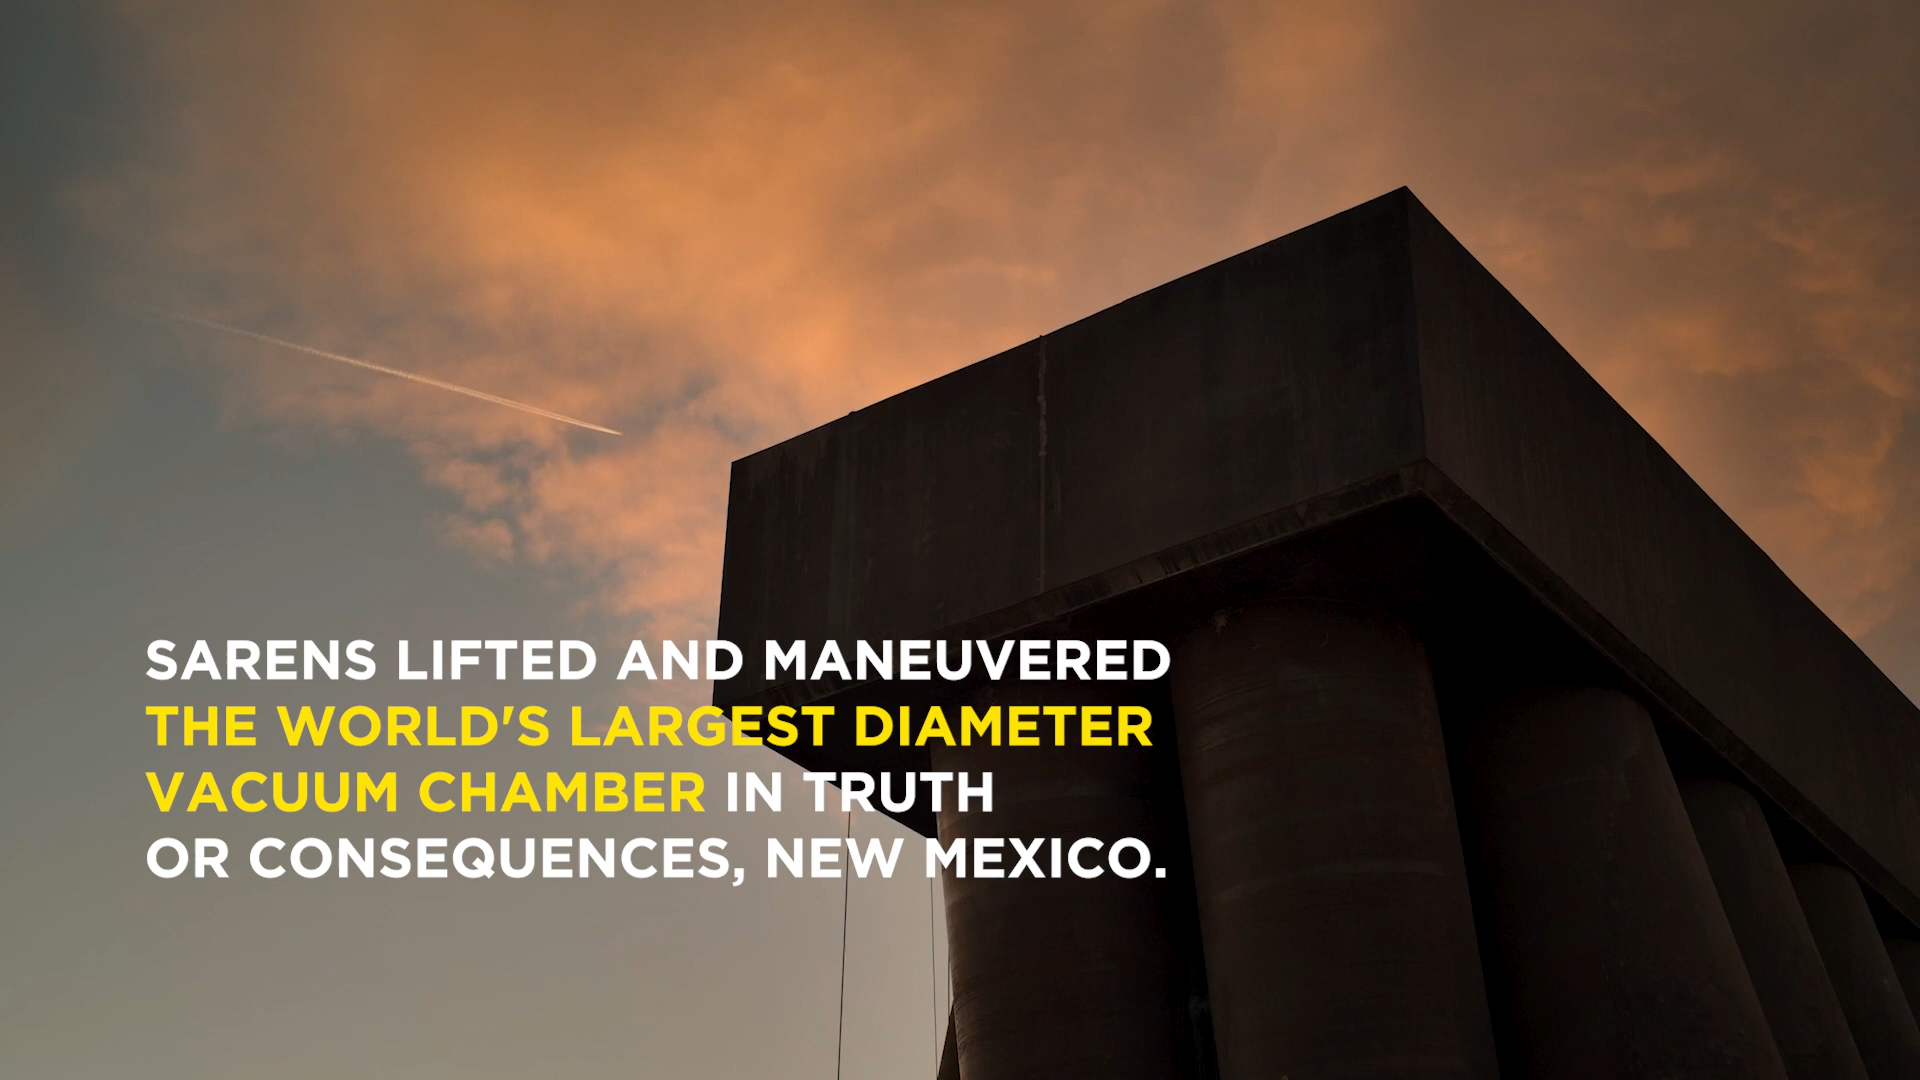 SARENS LIFTED AND MANEUVERED
THE WORLD'S LARGEST DIAMETER
VACUUM CHAMBER IN TRUTH
OR CONSEQUENCES, NEW MEXICO.